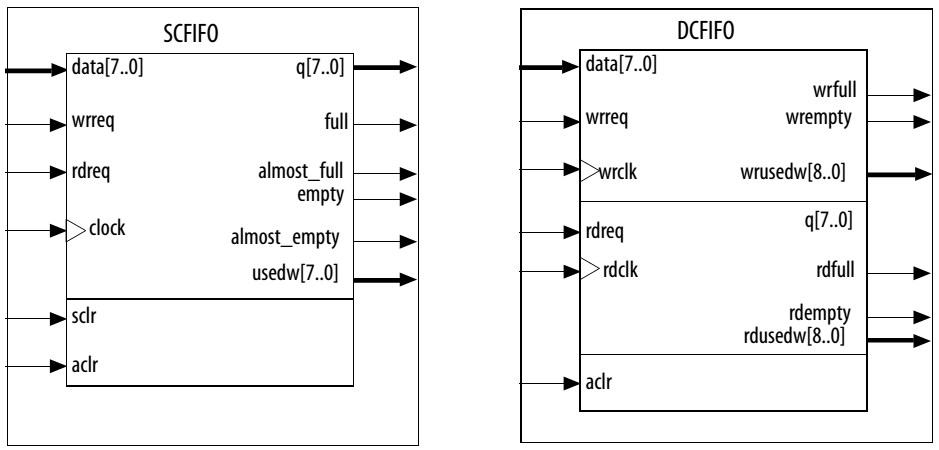 SCFIFO
data[7..0] q[7..0]
wrreq full
rdreq almost_full
empty
clock almost_empty
usedw[7..0]
sclr
aclr
DCFIFO
data[7..0]
wrfull
wrreq wrempty
wrclk wrusedw[8..0]
q[7..0]
rdreq
rdclk rdfull
rdempty
rdusedw[8..0]
aclr